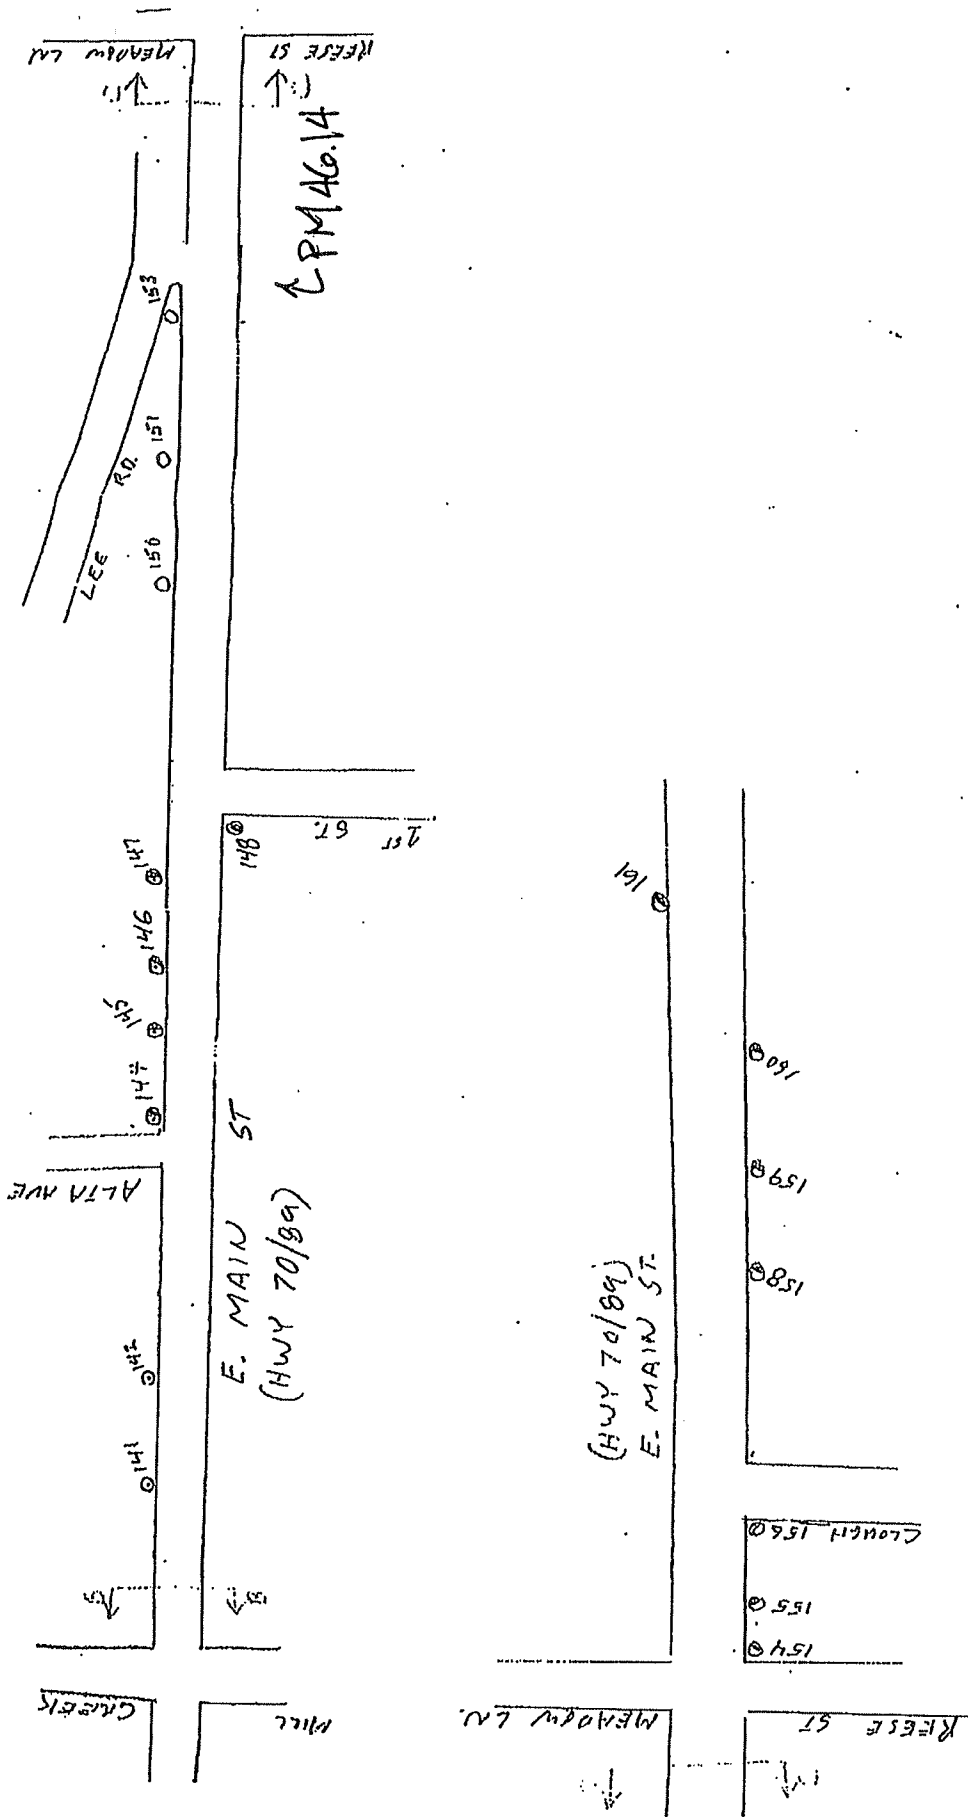 MEADOW LN
REESE ST
PM 46.14
153
151
150
LEE RD.
147
146
145
144
148
1ST ST.
ALTA AVE
E. MAIN ST
(HWY 70/89)
142
141
CREEK
MILL
161
160
159
158
(HWY 70/89)
E. MAIN ST.
CLOUGH
156
155
154
MEADOW LN.
REESE ST